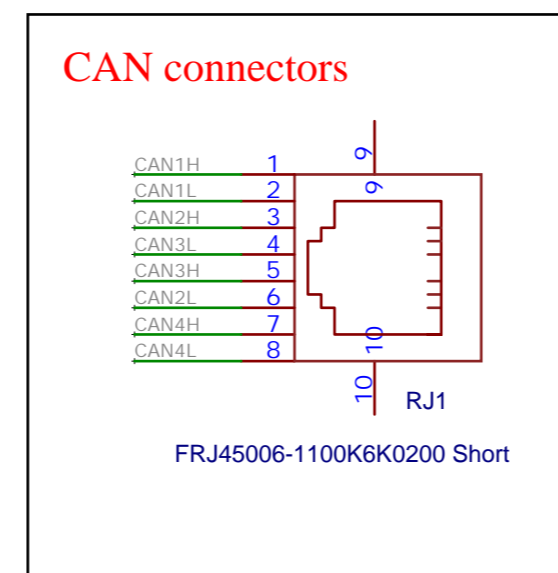 CAN connectors
9
9
CAN1H 1
CAN1L 2
CAN2H 3
CAN3L 4
CAN3H 5
CAN2L 6
CAN4H 7
CAN4L 8
10
10
RJ1
FRJ45006-1100K6K0200 Short